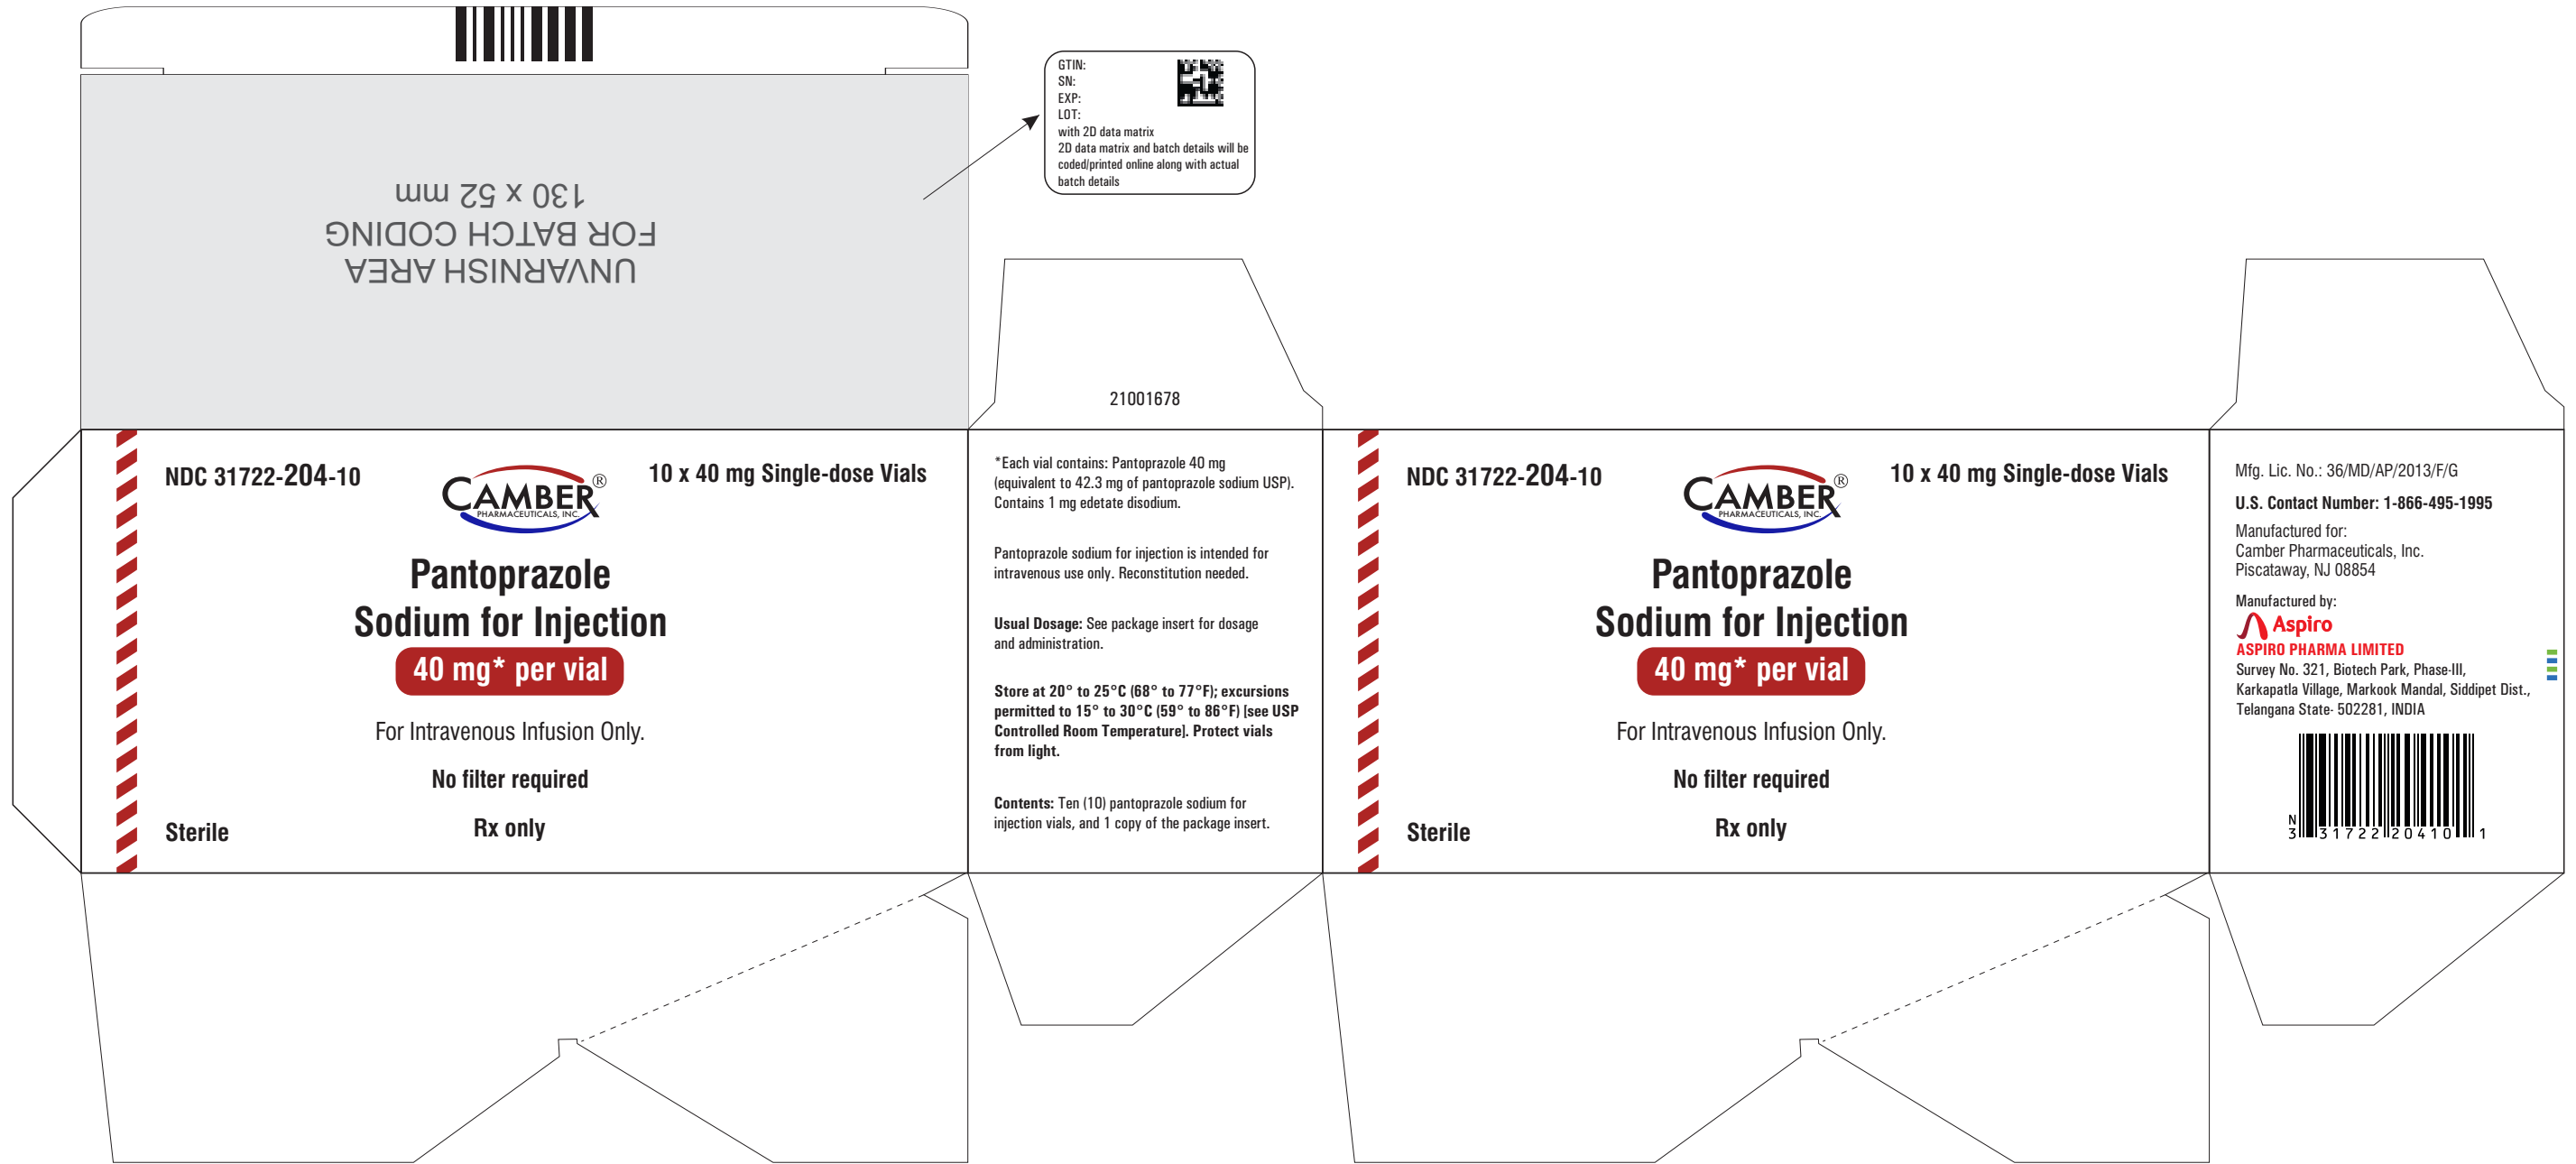 GTIN:
SN:
EXP:
LOT:
with 2D data matrix
2D data matrix and batch details will be
coded/printed online along with actual
batch details
UNVARNISH AREA
FOR BATCH CODING
130 x 52 mm
21001678
NDC 31722-204-10
CAMBER®
PHARMACEUTICALS, INC.
10 x 40 mg Single-dose Vials
Pantoprazole
Sodium for Injection
40 mg* per vial
For Intravenous Infusion Only.
No filter required
Sterile
Rx only
*Each vial contains: Pantoprazole 40 mg
(equivalent to 42.3 mg of pantoprazole sodium USP).
Contains 1 mg edetate disodium.
Pantoprazole sodium for injection is intended for
intravenous use only. Reconstitution needed.
Usual Dosage: See package insert for dosage
and administration.
Store at 20° to 25°C (68° to 77°F); excursions
permitted to 15° to 30°C (59° to 86°F) [see USP
Controlled Room Temperature]. Protect vials
from light.
Contents: Ten (10) pantoprazole sodium for
injection vials, and 1 copy of the package insert.
NDC 31722-204-10
CAMBER®
PHARMACEUTICALS, INC.
10 x 40 mg Single-dose Vials
Pantoprazole
Sodium for Injection
40 mg* per vial
For Intravenous Infusion Only.
No filter required
Sterile
Rx only
Mfg. Lic. No.: 36/MD/AP/2013/F/G
U.S. Contact Number: 1-866-495-1995
Manufactured for:
Camber Pharmaceuticals, Inc.
Piscataway, NJ 08854
Manufactured by:
Aspiro
ASPIRO PHARMA LIMITED
Survey No. 321, Biotech Park, Phase-III,
Karkapatla Village, Markook Mandal, Siddipet Dist.,
Telangana State- 502281, INDIA
N
3 31722 20410 1